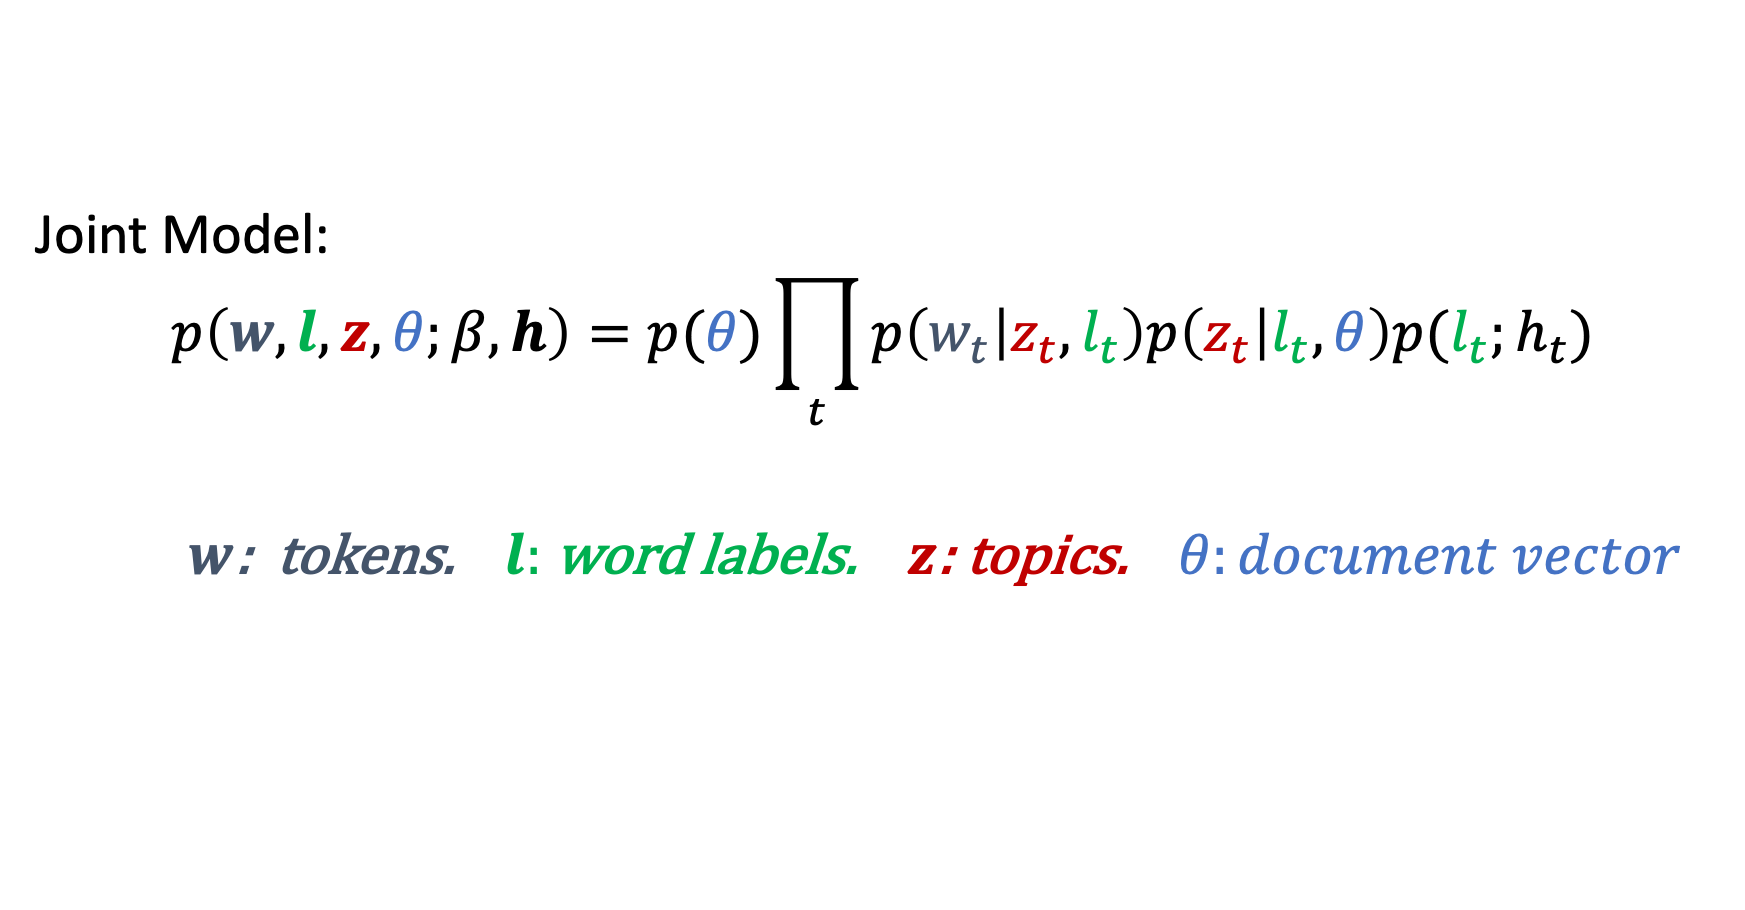 Joint Model:
p(w, l, z, θ; β, h) = p(θ) ∏_t p(w_t|z_t, l_t)p(z_t|l_t, θ)p(l_t; h_t)
w: tokens. l: word labels. z: topics. θ: document vector